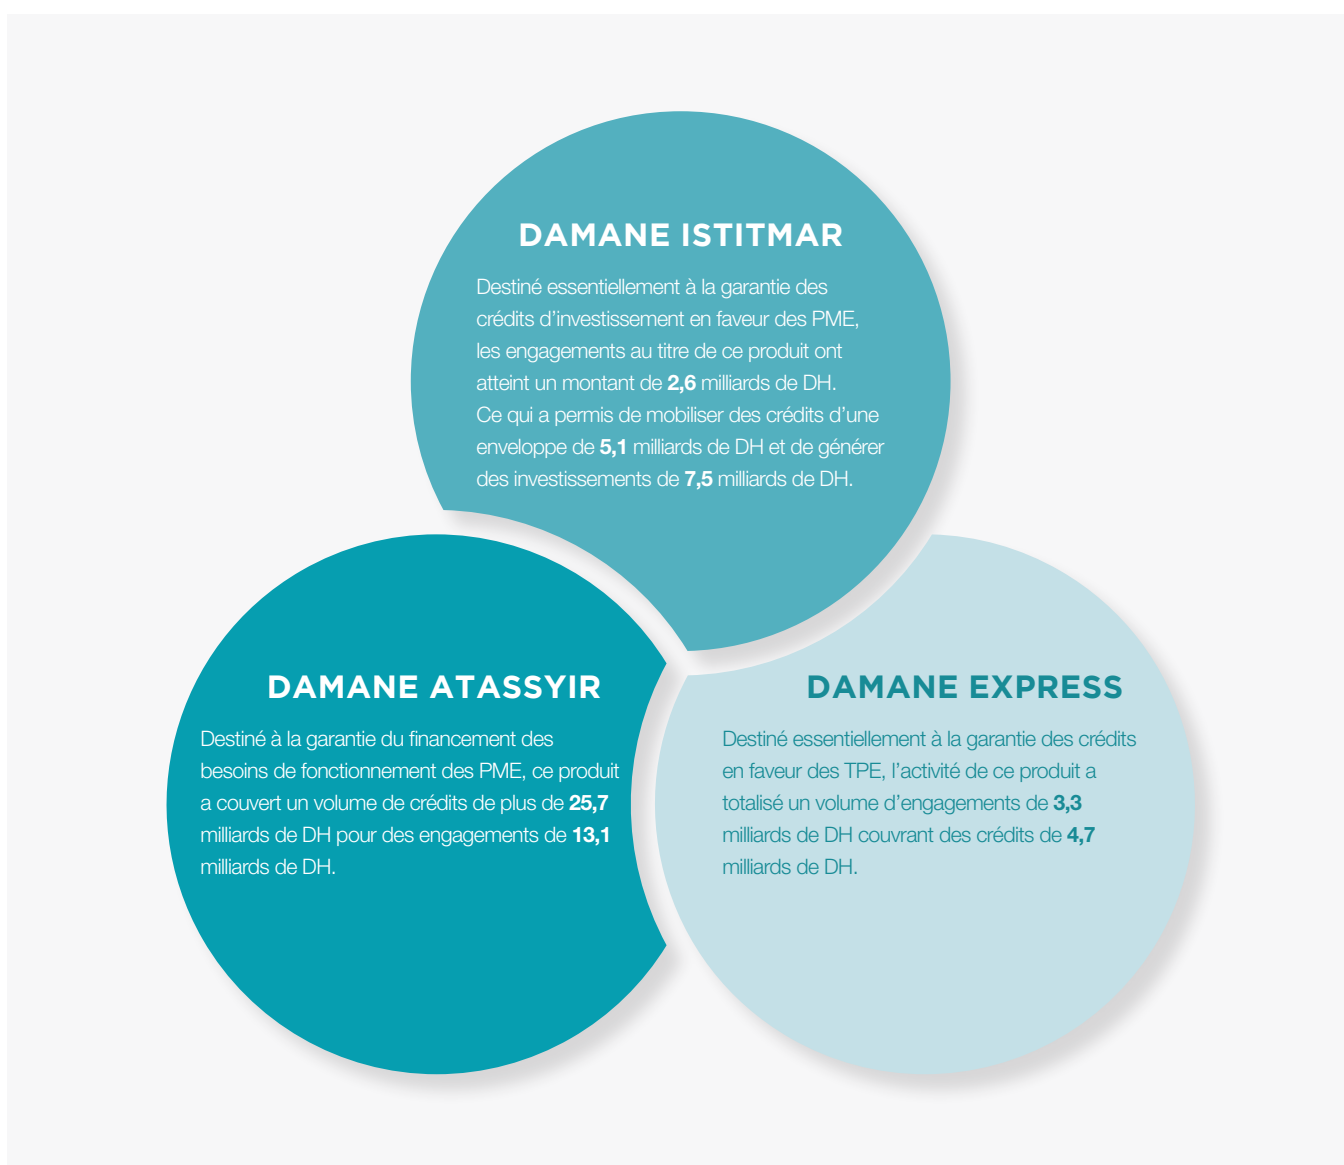 DAMANE ISTITMAR
Destiné essentiellement à la garantie des
crédits d’investissement en faveur des PME,
les engagements au titre de ce produit ont
atteint un montant de 2,6 milliards de DH.
Ce qui a permis de mobiliser des crédits d’une
enveloppe de 5,1 milliards de DH et de générer
des investissements de 7,5 milliards de DH.
DAMANE ATASSYIR
Destiné à la garantie du financement des
besoins de fonctionnement des PME, ce produit
a couvert un volume de crédits de plus de 25,7
milliards de DH pour des engagements de 13,1
milliards de DH.
DAMANE EXPRESS
Destiné essentiellement à la garantie des crédits
en faveur des TPE, l’activité de ce produit a
totalisé un volume d’engagements de 3,3
milliards de DH couvrant des crédits de 4,7
milliards de DH.